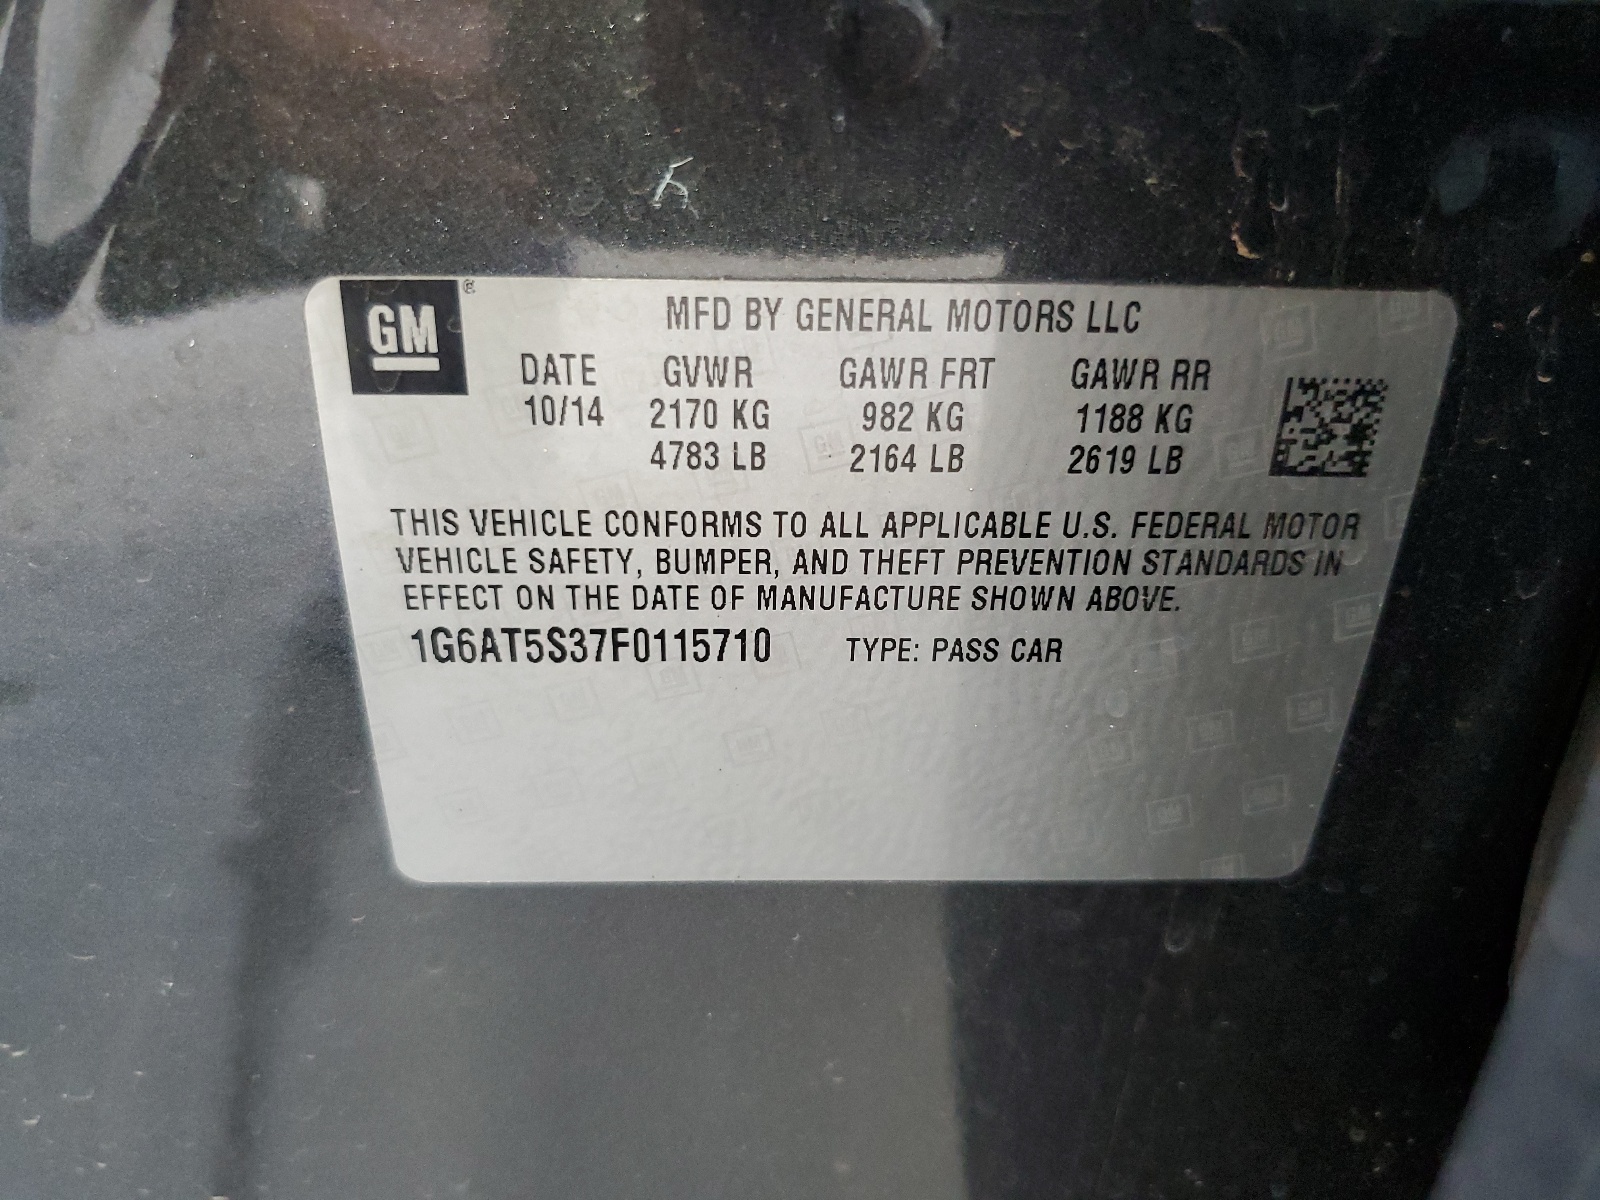 GM ®
MFD BY GENERAL MOTORS LLC
DATE GVWR GAWR FRT GAWR RR
10/14 2170 KG 982 KG 1188 KG
4783 LB 2164 LB 2619 LB
THIS VEHICLE CONFORMS TO ALL APPLICABLE U.S. FEDERAL MOTOR
VEHICLE SAFETY, BUMPER, AND THEFT PREVENTION STANDARDS IN
EFFECT ON THE DATE OF MANUFACTURE SHOWN ABOVE.
1G6AT5S37F0115710 TYPE: PASS CAR